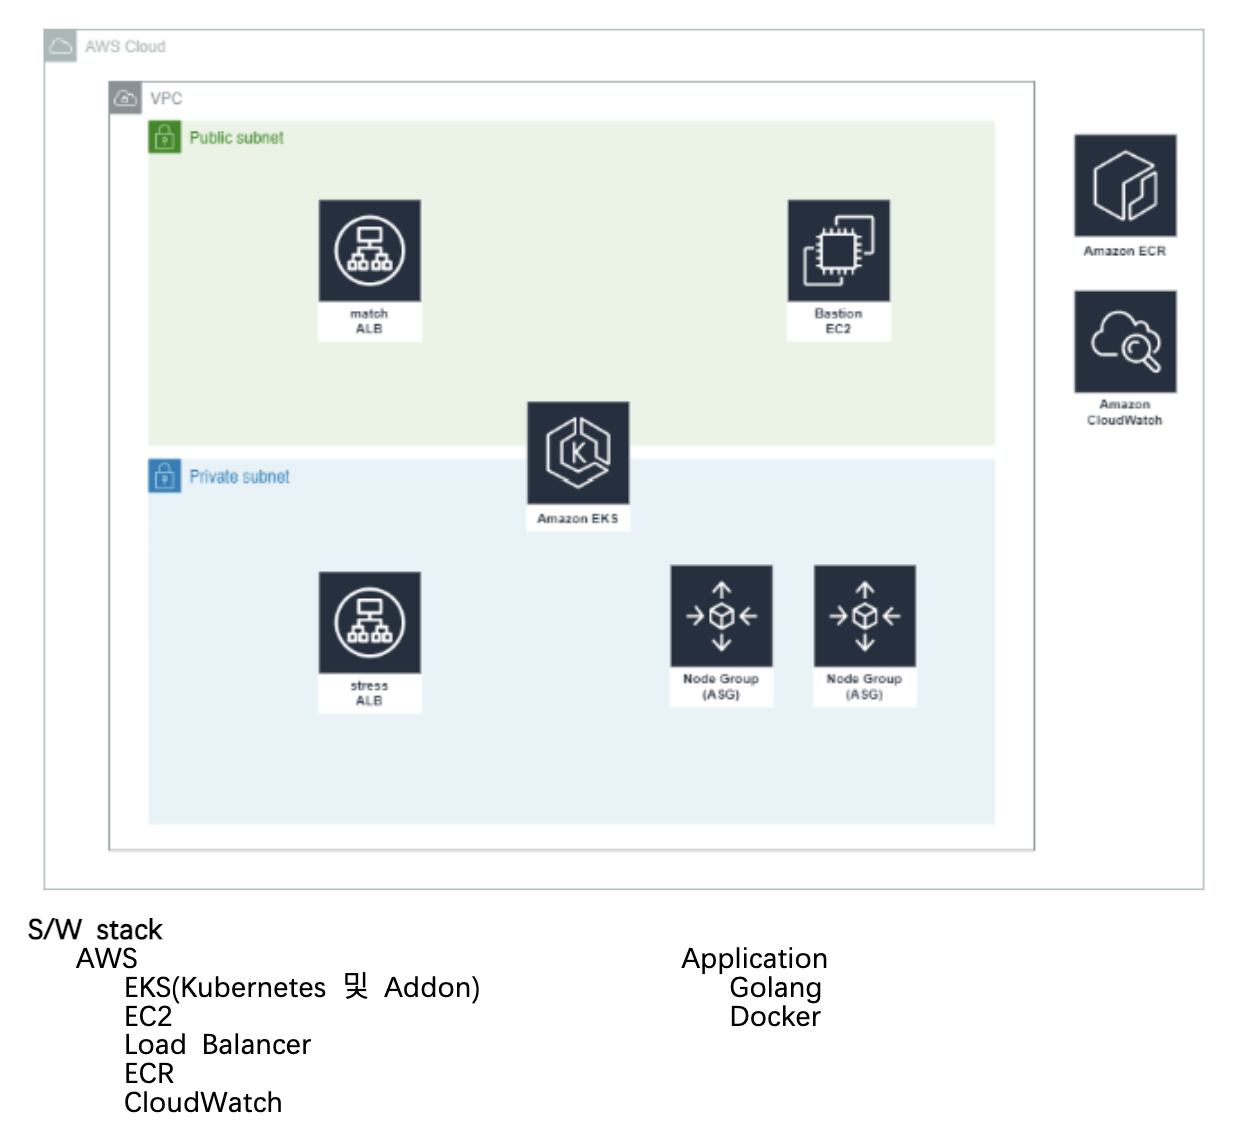 AWS Cloud
VPC
Public subnet
match
ALB
Bastion
EC2
Amazon ECR
Amazon
CloudWatch
Amazon EKS
Private subnet
stress
ALB
Node Group
(ASG)
Node Group
(ASG)
S/W stack
AWS
EKS(Kubernetes 및 Addon)
EC2
Load Balancer
ECR
CloudWatch
Application
Golang
Docker